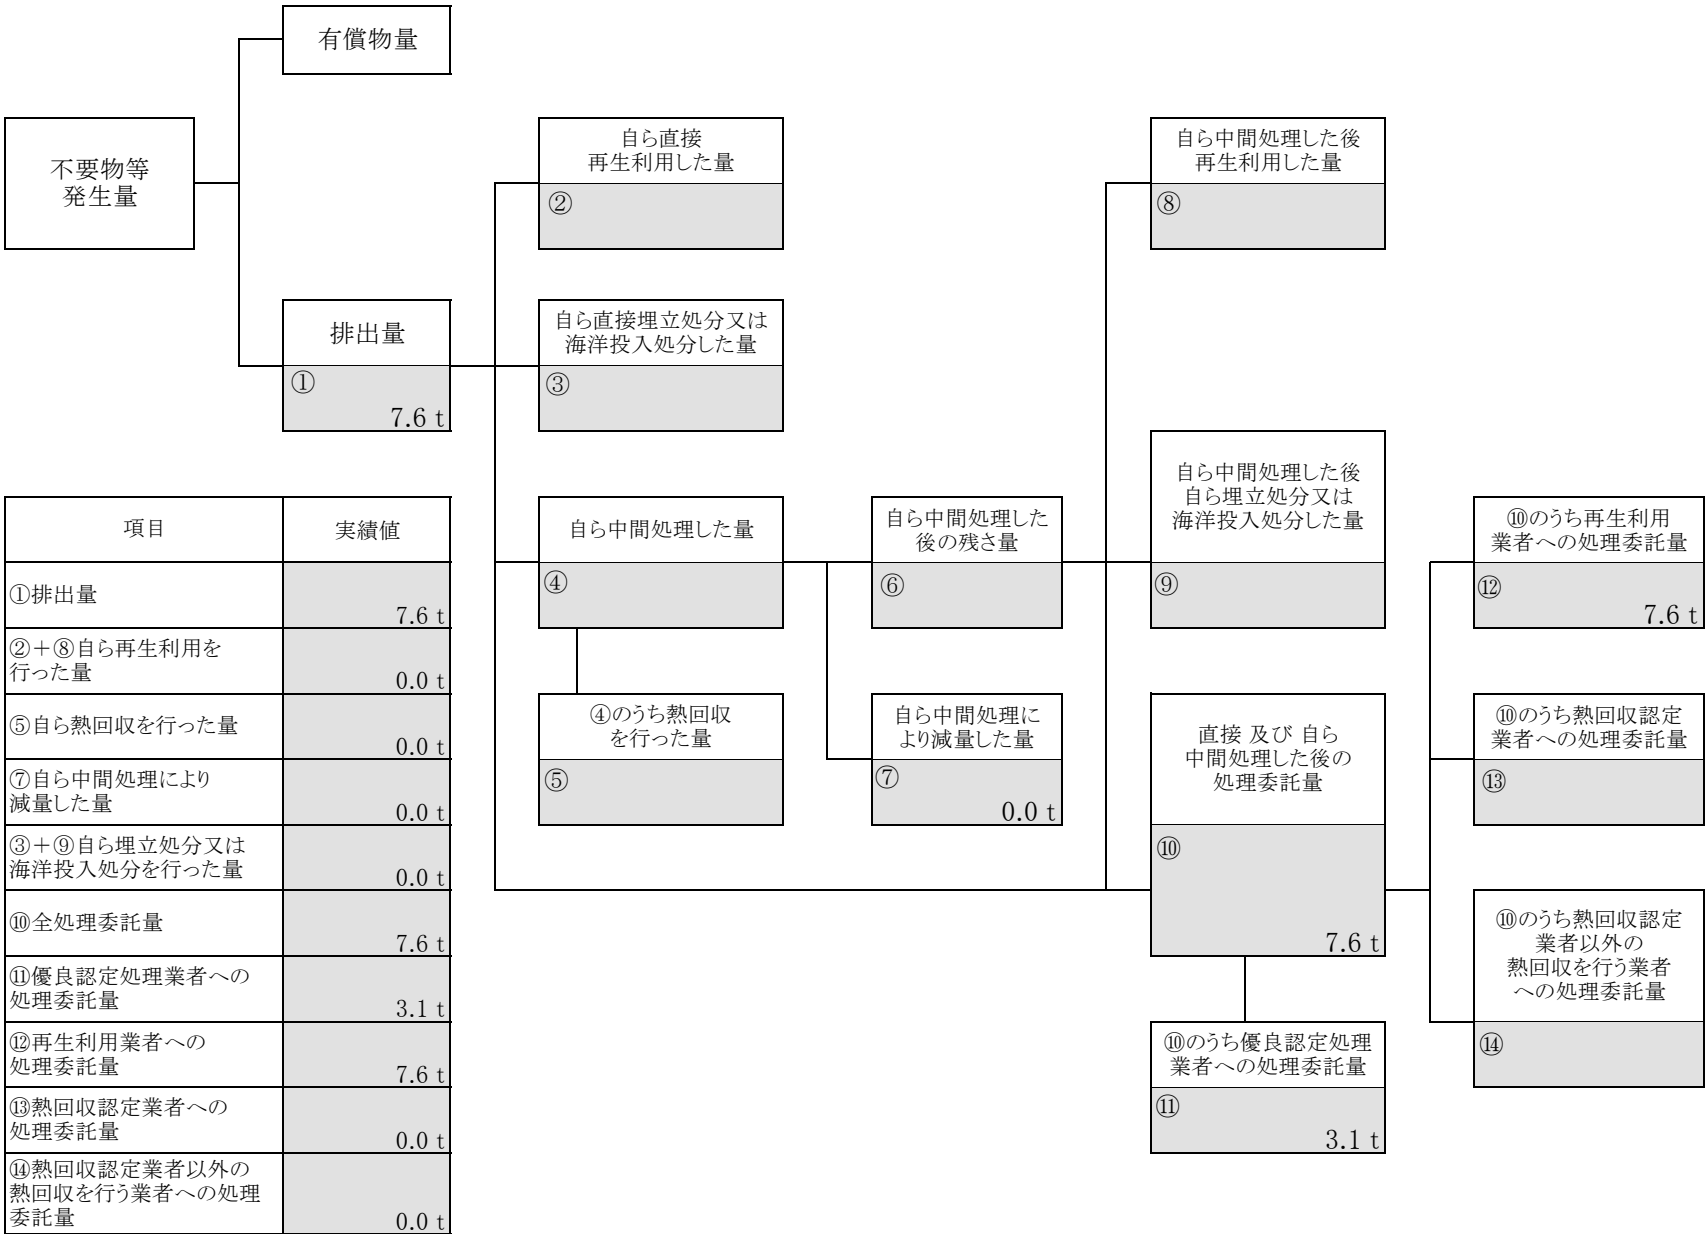 有償物量
不要物等
発生量
自ら直接
再生利用した量
②
自ら中間処理した後
再生利用した量
⑧
排出量
①
7.6 t
自ら直接埋立処分又は
海洋投入処分した量
③
自ら中間処理した量
④
自ら中間処理した
後の残さ量
⑥
自ら中間処理した後
自ら埋立処分又は
海洋投入処分した量
⑨
⑩のうち再生利用
業者への処理委託量
⑫
7.6 t
④のうち熱回収
を行った量
⑤
自ら中間処理に
より減量した量
⑦
0.0 t
直接 及び 自ら
中間処理した後の
処理委託量
⑩
7.6 t
⑩のうち熱回収認定
業者への処理委託量
⑬
⑩のうち熱回収認定
業者以外の
熱回収を行う業者
への処理委託量
⑭
⑩のうち優良認定処理
業者への処理委託量
⑪
3.1 t
項目 実績値
①排出量
7.6 t
②＋⑧自ら再生利用を
行った量
0.0 t
⑤自ら熱回収を行った量
0.0 t
⑦自ら中間処理により
減量した量
0.0 t
③＋⑨自ら埋立処分又は
海洋投入処分を行った量
0.0 t
⑩全処理委託量
7.6 t
⑪優良認定処理業者への
処理委託量
3.1 t
⑫再生利用業者への
処理委託量
7.6 t
⑬熱回収認定業者への
処理委託量
0.0 t
⑭熱回収認定業者以外の
熱回収を行う業者への処理
委託量
0.0 t